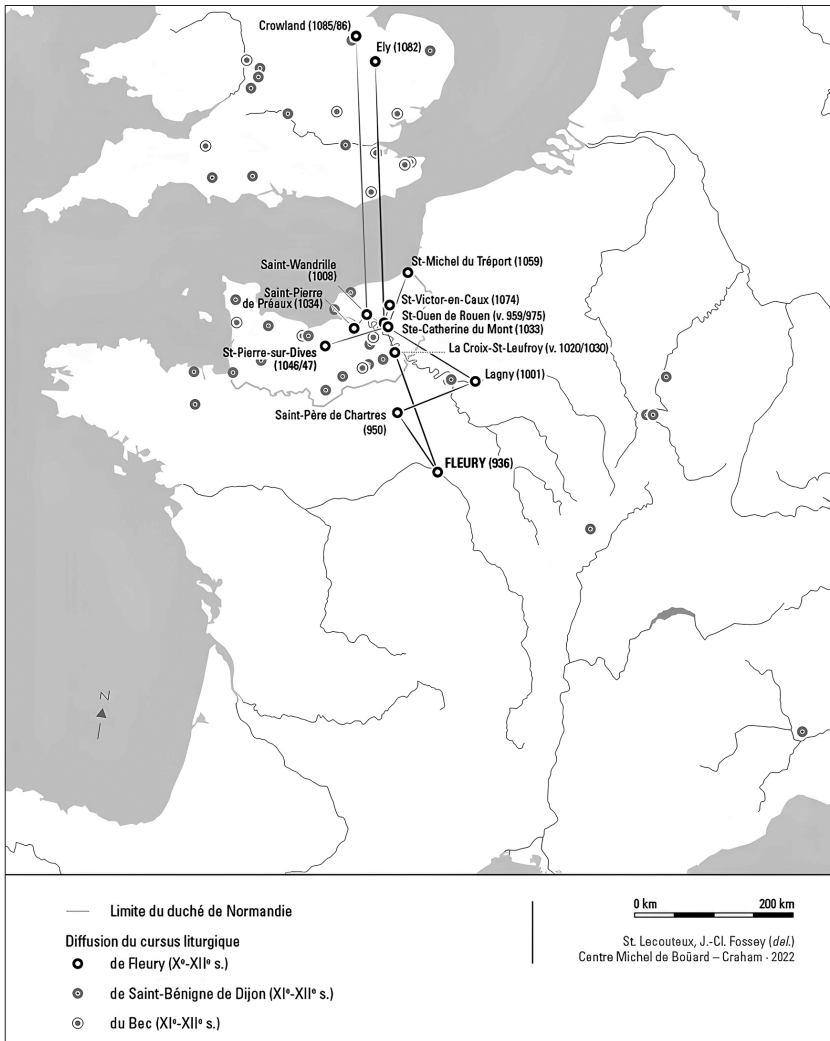 Crowland (1085/86)
Ely (1082)
St-Michel du Tréport (1059)
Saint-Wandrille
(1008)
Saint-Pierre
de Préaux (1034)
St-Victor-en-Caux (1074)
St-Ouen de Rouen (v. 959/975)
Ste-Catherine du Mont (1033)
St-Pierre-sur-Dives
(1046/47)
La Croix-St-Leufroy (v. 1020/1030)
Lagny (1001)
Saint-Père de Chartres
(950)
FLEURY (936)
N
Limite du duché de Normandie
Diffusion du cursus liturgique
de Fleury (Xe-XIIe s.)
de Saint-Bénigne de Dijon (XIe-XIIe s.)
du Bec (XIe-XIIe s.)
0 km 200 km
St. Lecouteux, J.-Cl. Fossey (del.)
Centre Michel de Boüard – Craham - 2022